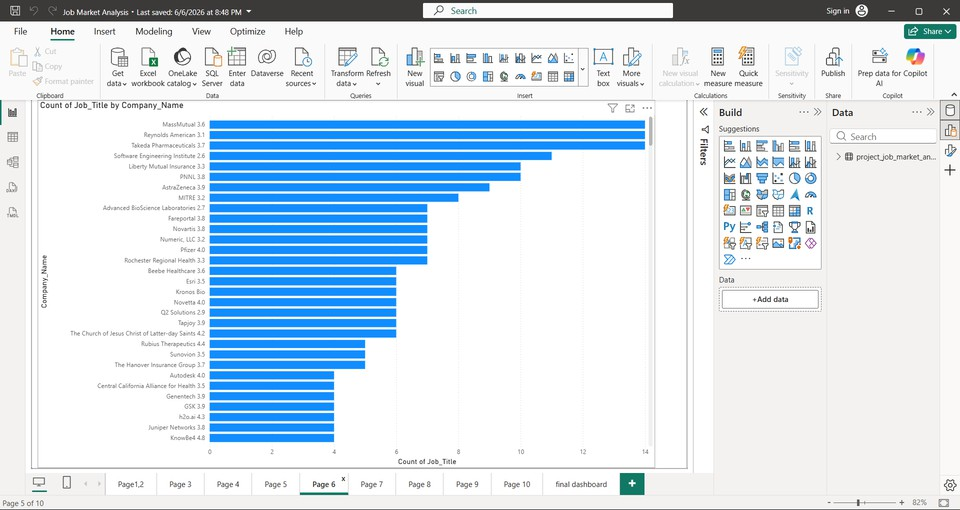 Job Market Analysis • Last saved: 6/6/2026 at 8:48 PM
Search
Sign in
File Home Insert Modeling View Optimize Help
Share
Paste
Cut
Copy
Format painter
Get data
Excel workbook
OneLake catalog
SQL Server
Enter data
Dataverse
Recent sources
Transform data
Refresh
New visual
Text box
More visuals
New visual calculation
New measure
Quick measure
Sensitivity
Publish
Prep data for AI
Copilot
Clipboard
Data
Queries
Insert
Calculations
Sensitivity
Share
Copilot
Count of Job_Title by Company_Name
Company_Name
MassMutual 3.6
Reynolds American 3.1
Takeda Pharmaceuticals 3.7
Software Engineering Institute 2.6
Liberty Mutual Insurance 3.3
PNNL 3.8
AstraZeneca 3.9
MITRE 3.2
Advanced BioScience Laboratories 2.7
Fareportal 3.8
Novartis 3.8
Numeric, LLC 3.2
Pfizer 4.0
Rochester Regional Health 3.3
Beebe Healthcare 3.6
Esri 3.5
Kronos Bio
Novetta 4.0
Q2 Solutions 2.9
Tapjoy 3.9
The Church of Jesus Christ of Latter-day Saints 4.2
Rubius Therapeutics 4.4
Sunovion 3.5
The Hanover Insurance Group 3.7
Autodesk 4.0
Central California Alliance for Health 3.5
Genentech 3.9
GSK 3.9
h2o.ai 4.3
Juniper Networks 3.8
KnowBe4 4.8
0 2 4 6 8 10 12 14
Count of Job_Title
Filters
Build
Suggestions
R
Py
Data
+Add data
Data
Search
project_job_market_an...
Page1,2
Page 3
Page 4
Page 5
Page 6
x
Page 7
Page 8
Page 9
Page 10
final dashboard
+
Page 5 of 10
- + 82%